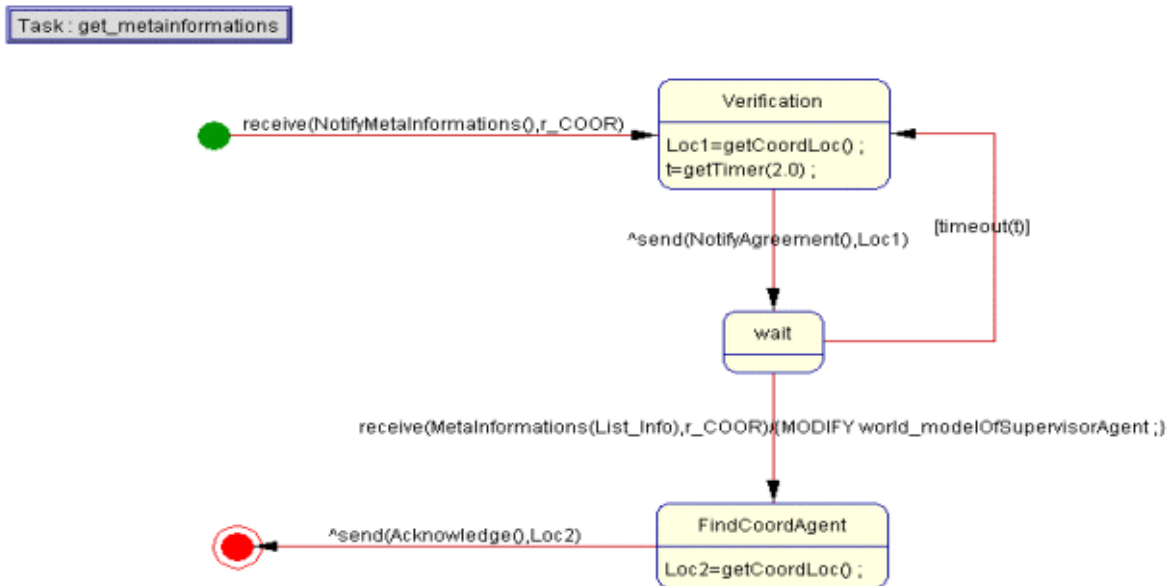 Task : get_metainformations
Verification
receive(NotifyMetaInformations(),r_COOR)
Loc1=getCoordLoc() ;
t=getTimer(2.0) ;
^send(NotifyAgreement(),Loc1)
[timeout(t)]
wait
receive(MetaInformations(List_Info),r_COOR)/{MODIFY world_modelOfSupervisorAgent ;}
FindCoordAgent
^send(Acknowledge(),Loc2)
Loc2=getCoordLoc() ;